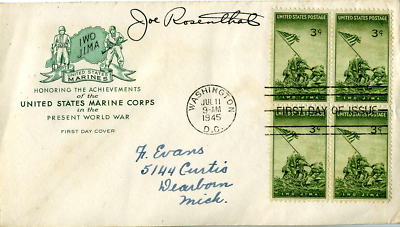 Joe Rosenthal
IWO
JIMA
UNITED STATES
MARINES
HONORING THE ACHIEVEMENTS
of the
UNITED STATES MARINE CORPS
in the
PRESENT WORLD WAR
FIRST DAY COVER
WASHINGTON
JUL 11
9-AM
1945
D.C.
UNITED STATES POSTAGE
3¢
UNITED STATES POSTAGE
3¢
FIRST DAY OF ISSUE
3¢
3¢
F. Evans
5144 Curtis
Dearborn
Mich.